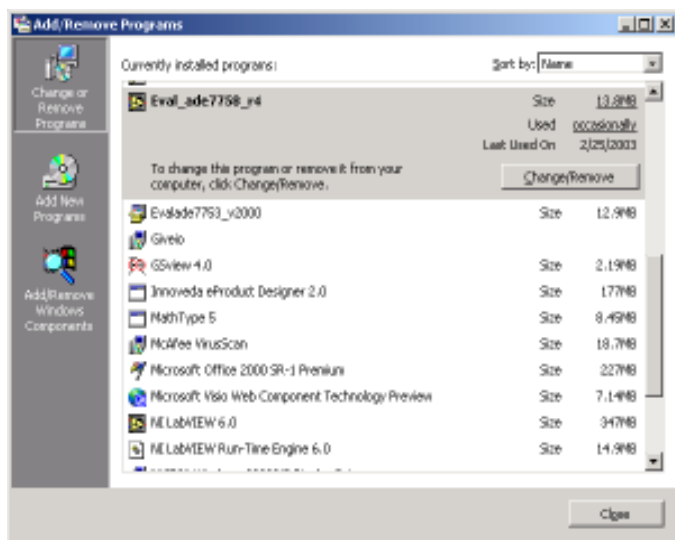 Add/Remove Programs
Currently installed programs:
Sort by: Name
Change or
Remove
Programs
Add New
Programs
Add/Remove
Windows
Components
Eval_ade7758_r4 Size 13.8MB
Used occasionally
Last Used On 2/25/2003
To change this program or remove it from your
computer, click Change/Remove.
Change/Remove
Evalade7753_v2000 Size 12.9MB
Giveio
GSview 4.0 Size 2.19MB
Innoveda eProduct Designer 2.0 Size 177MB
MathType 5 Size 8.45MB
McAfee VirusScan Size 18.7MB
Microsoft Office 2000 SR-1 Premium Size 227MB
Microsoft Visio Web Component Technology Preview Size 7.14MB
NI LabVIEW 6.0 Size 347MB
NI LabVIEW Run-Time Engine 6.0 Size 14.9MB
Close